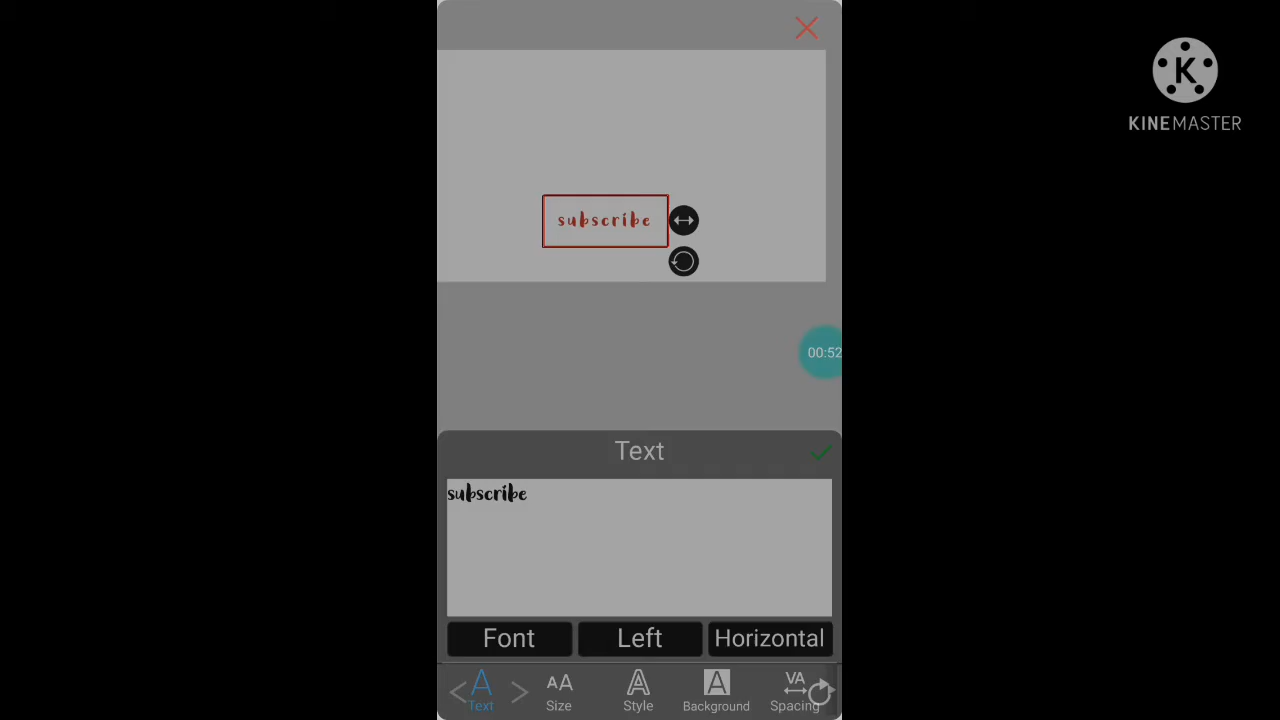 KINEMASTER
subscribe
00:52
Text
subscribe
Font Left Horizontal
Text Size Style Background Spacing